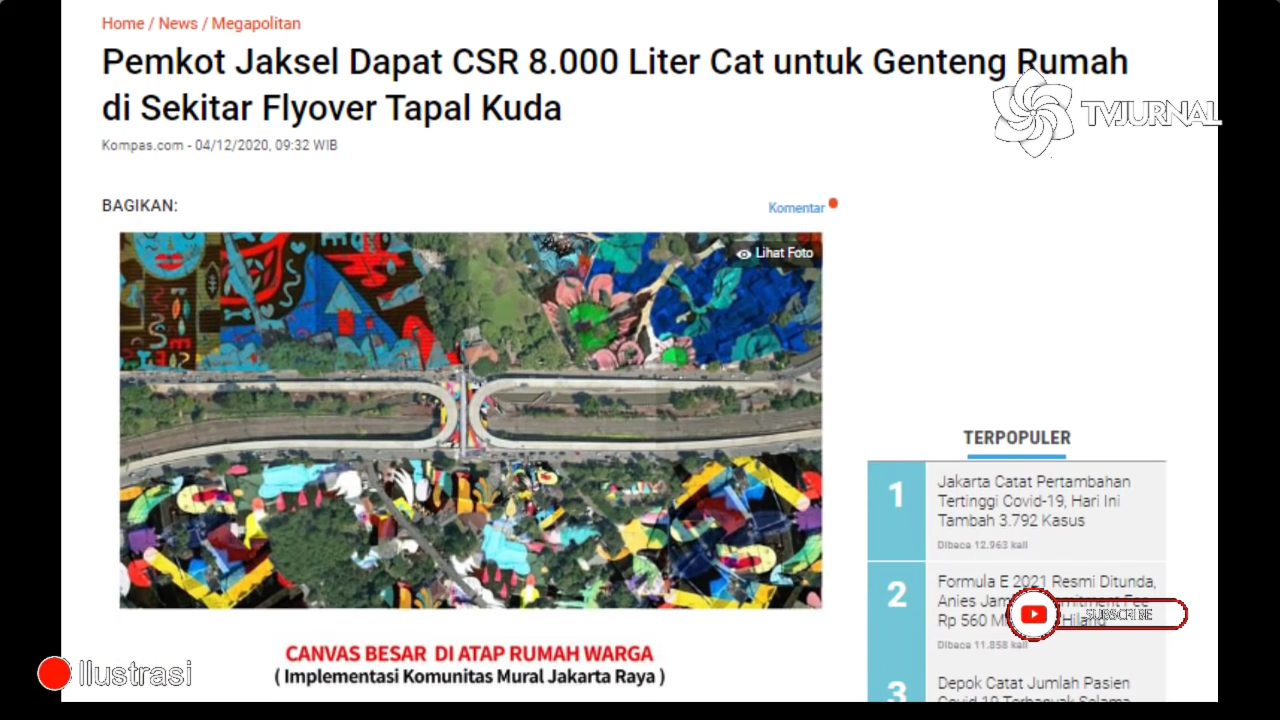 Home / News / Megapolitan
Pemkot Jaksel Dapat CSR 8.000 Liter Cat untuk Genteng Rumah
di Sekitar Flyover Tapal Kuda
Kompas.com - 04/12/2020, 09:32 WIB
TVJURNAL
BAGIKAN:
Komentar
Lihat Foto
TERPOPULER
1
Jakarta Catat Pertambahan
Tertinggi Covid-19, Hari Ini
Tambah 3.792 Kasus
Dibaca 12.963 kali
2
Formula E 2021 Resmi Ditunda,
Anies
Rp 560
Dibaca 11.858 kali
SUBSCRIBE
3
Depok Catat Jumlah Pasien
Covid-19 Terbanyak Selama
CANVAS BESAR DI ATAP RUMAH WARGA
( Implementasi Komunitas Mural Jakarta Raya )
Ilustrasi